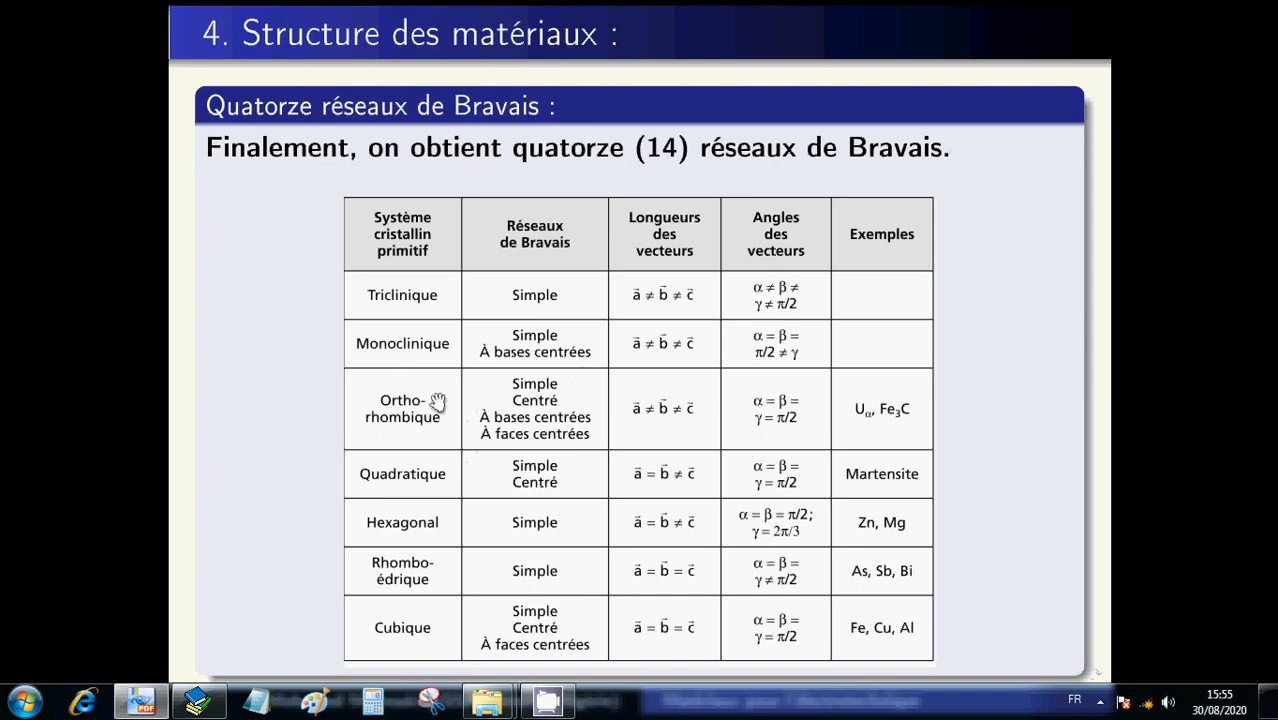 4. Structure des matériaux :
Quatorze réseaux de Bravais :
Finalement, on obtient quatorze (14) réseaux de Bravais.
Système cristallin primitif
Réseaux de Bravais
Longueurs des vecteurs
Angles des vecteurs
Exemples
Triclinique
Simple
a⃗ ≠ b⃗ ≠ c⃗
α ≠ β ≠
γ ≠ π/2
Monoclinique
Simple
À bases centrées
a⃗ ≠ b⃗ ≠ c⃗
α = β =
π/2 ≠ γ
Ortho-
rhombique
Simple
Centré
À bases centrées
À faces centrées
a⃗ ≠ b⃗ ≠ c⃗
α = β =
γ = π/2
Uα, Fe3C
Quadratique
Simple
Centré
a⃗ = b⃗ ≠ c⃗
α = β =
γ = π/2
Martensite
Hexagonal
Simple
a⃗ = b⃗ ≠ c⃗
α = β = π/2;
γ = 2π/3
Zn, Mg
Rhombo-
édrique
Simple
a⃗ = b⃗ = c⃗
α = β =
γ ≠ π/2
As, Sb, Bi
Cubique
Simple
Centré
À faces centrées
a⃗ = b⃗ = c⃗
α = β =
γ = π/2
Fe, Cu, Al
PDF
FR
15:55
30/08/2020